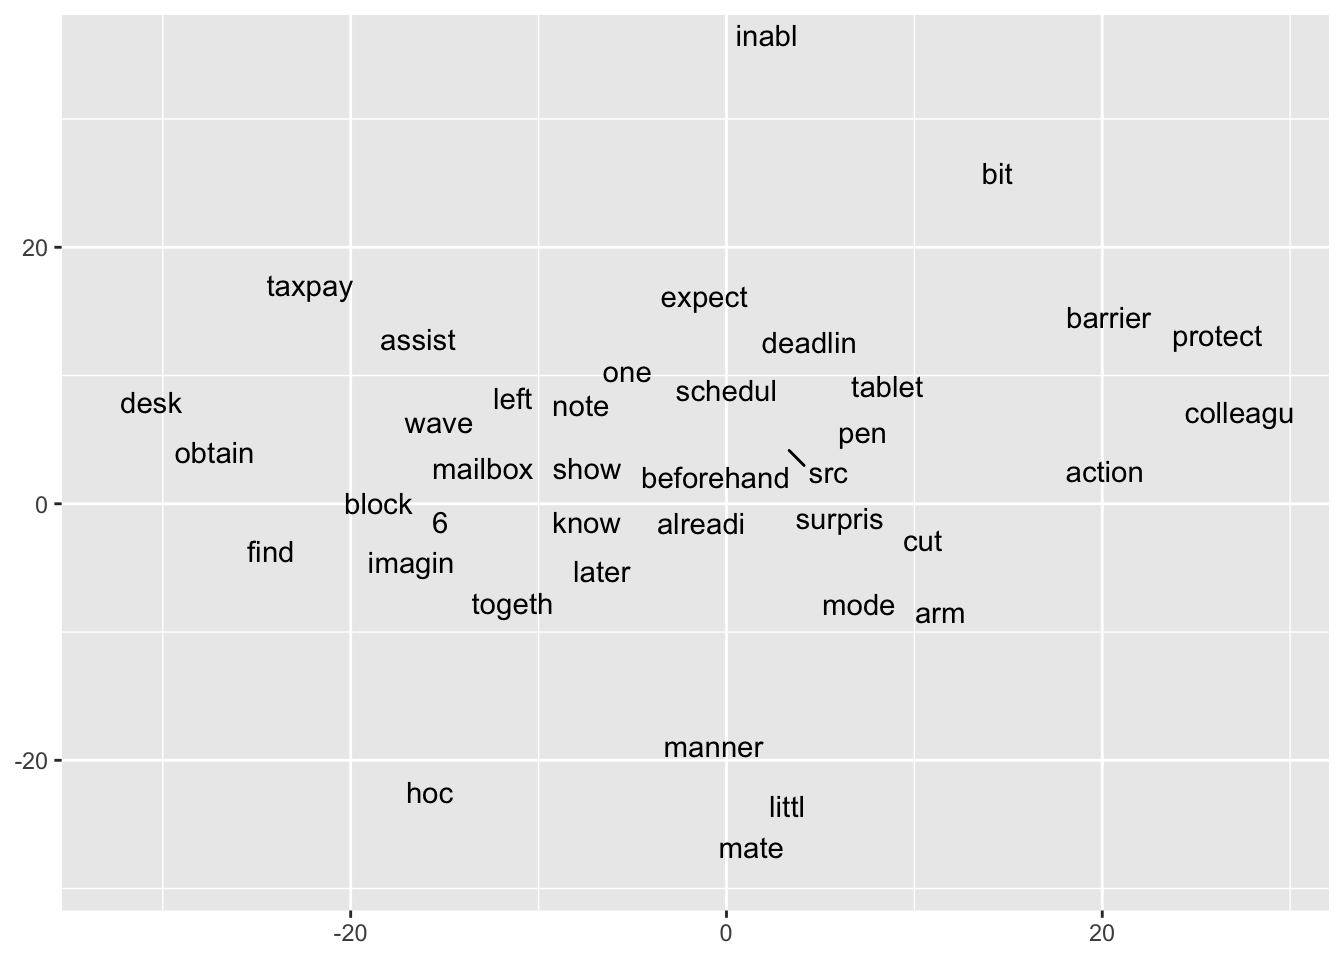 inabl
bit
20
taxpay
expect
barrier
protect
assist
deadlin
one
schedul
tablet
desk
left
note
colleagu
wave
pen
obtain
mailbox
show
beforehand
src
action
0
block
6
know
alreadi
surpris
cut
find
imagin
later
togeth
mode
arm
manner
-20
hoc
littl
mate
-20
0
20